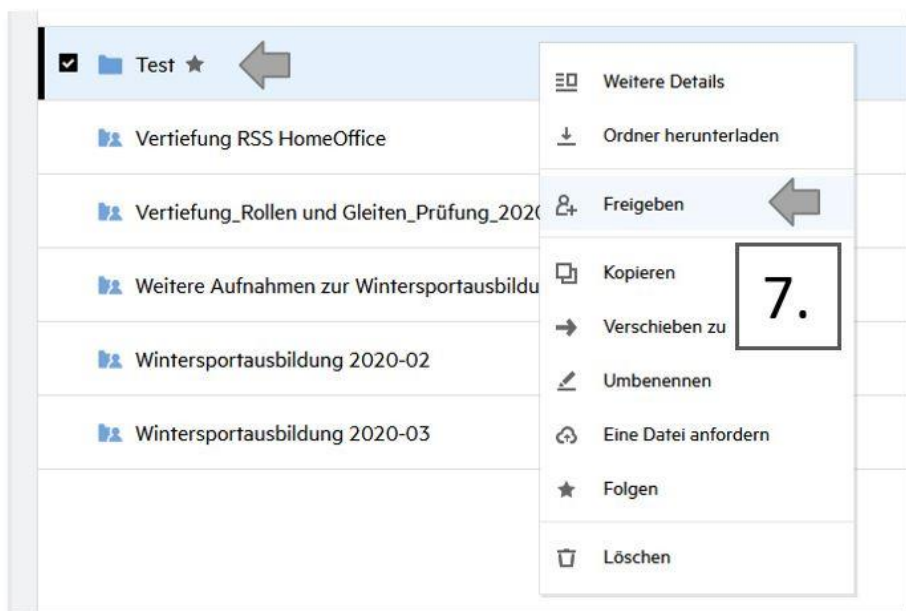 Test
Vertiefung RSS HomeOffice
Vertiefung_Rollen und Gleiten_Prüfung_202
Weitere Aufnahmen zur Wintersportausbildu
Wintersportausbildung 2020-02
Wintersportausbildung 2020-03
Weitere Details
Ordner herunterladen
Freigeben
Kopieren
Verschieben zu
Umbenennen
Eine Datei anfordern
Folgen
Löschen
7.